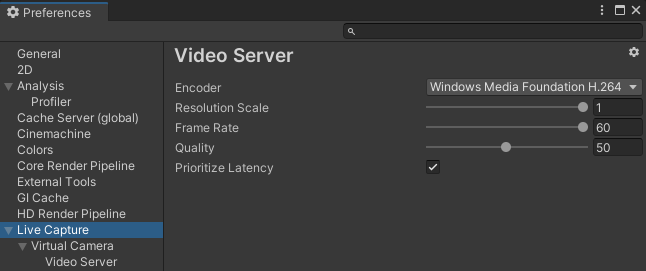 Preferences
General
2D
Analysis
Profiler
Cache Server (global)
Cinemachine
Colors
Core Render Pipeline
External Tools
GI Cache
HD Render Pipeline
Live Capture
Virtual Camera
Video Server
Video Server
Encoder Windows Media Foundation H.264
Resolution Scale 1
Frame Rate 60
Quality 50
Prioritize Latency